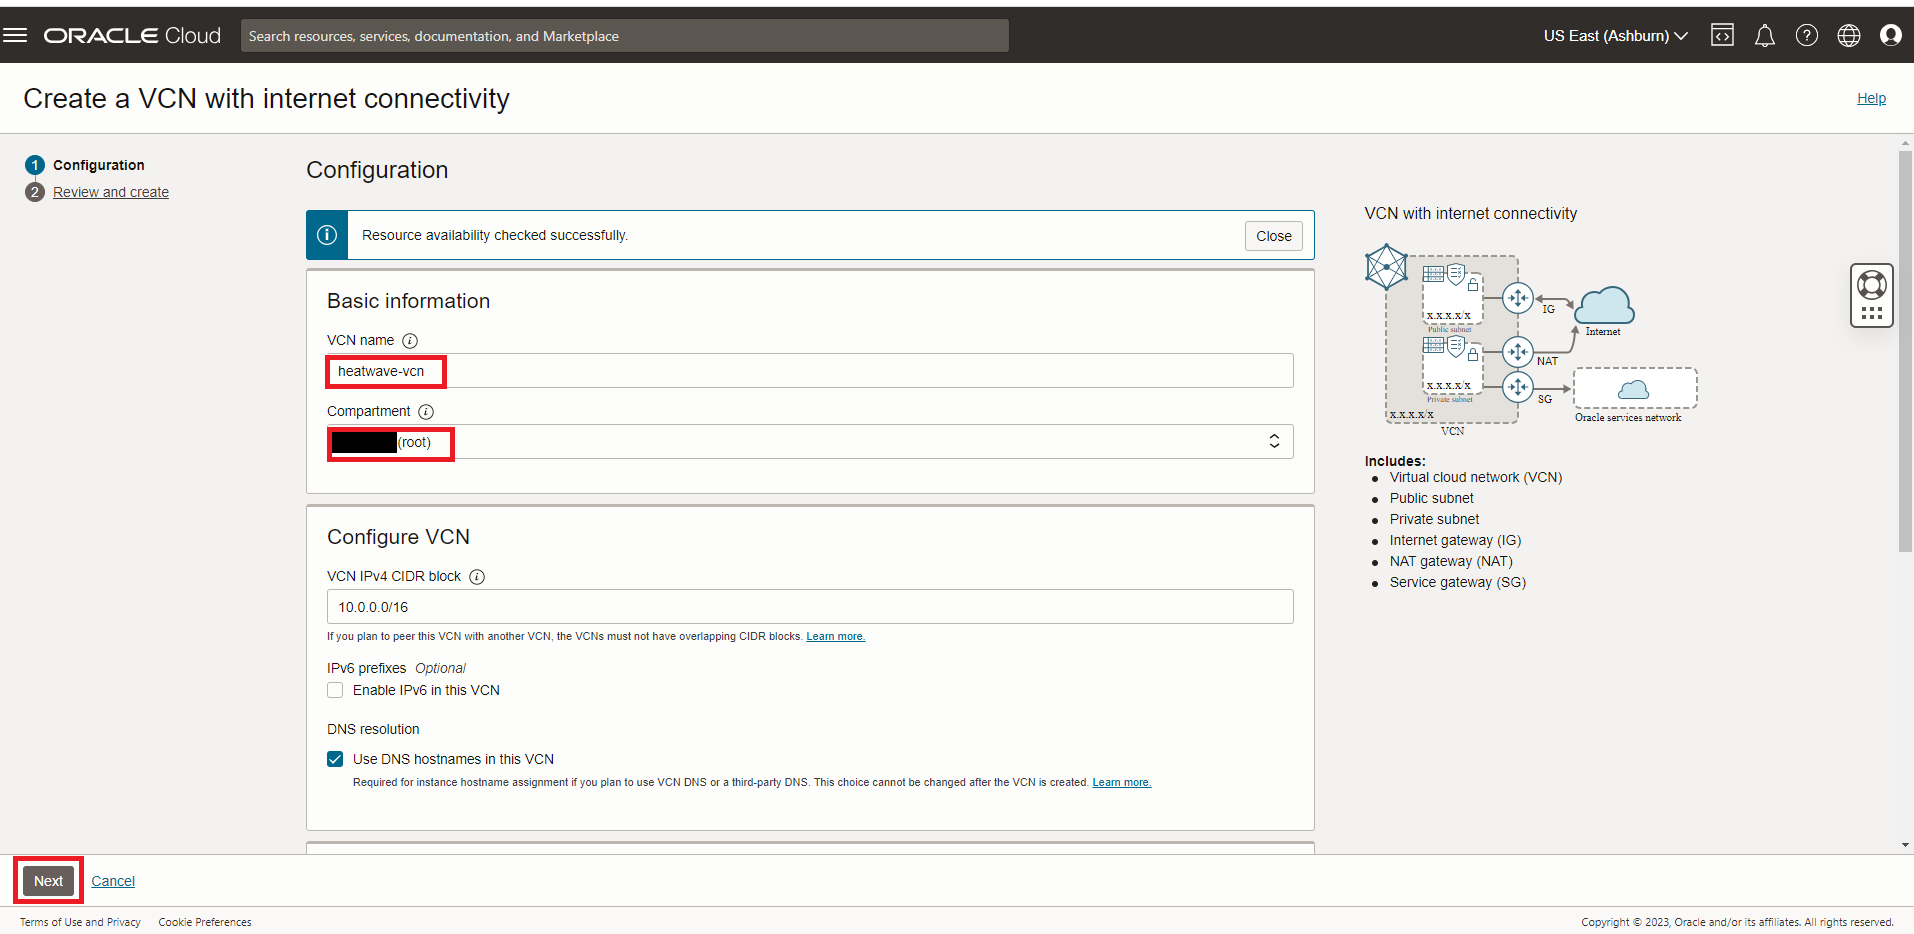 ORACLE Cloud
Search resources, services, documentation, and Marketplace
US East (Ashburn)
Create a VCN with internet connectivity
Help
1 Configuration
2 Review and create
Configuration
Resource availability checked successfully.
Close
Basic information
VCN name
heatwave-vcn
Compartment
(root)
Configure VCN
VCN IPv4 CIDR block
10.0.0.0/16
If you plan to peer this VCN with another VCN, the VCNs must not have overlapping CIDR blocks. Learn more.
IPv6 prefixes Optional
Enable IPv6 in this VCN
DNS resolution
Use DNS hostnames in this VCN
Required for instance hostname assignment if you plan to use VCN DNS or a third-party DNS. This choice cannot be changed after the VCN is created. Learn more.
VCN with internet connectivity
x.x.x.x/x
Public subnet
IG
Internet
NAT
x.x.x.x/x
Private subnet
SG
x.x.x.x/x
Oracle services network
VCN
Includes:
Virtual cloud network (VCN)
Public subnet
Private subnet
Internet gateway (IG)
NAT gateway (NAT)
Service gateway (SG)
Next
Cancel
Terms of Use and Privacy
Cookie Preferences
Copyright © 2023, Oracle and/or its affiliates. All rights reserved.